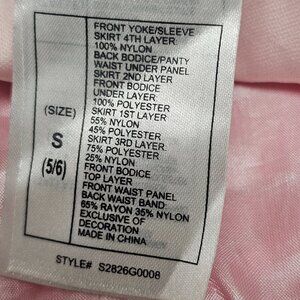 FRONT YOKE/SLEEVE
SKIRT 4TH LAYER:
100% NYLON
BACK BODICE/PANTY
WAIST UNDER PANEL
SKIRT 2ND LAYER
FRONT BODICE
UNDER LAYER:
100% POLYESTER
SKIRT 1ST LAYER:
55% NYLON
45% POLYESTER
SKIRT 3RD LAYER:
75% POLYESTER
25% NYLON
FRONT BODICE
TOP LAYER
FRONT WAIST PANEL
BACK WAIST BAND:
65% RAYON 35% NYLON
EXCLUSIVE OF
DECORATION
MADE IN CHINA
(SIZE)
S
(5/6)
STYLE# S2826G0008